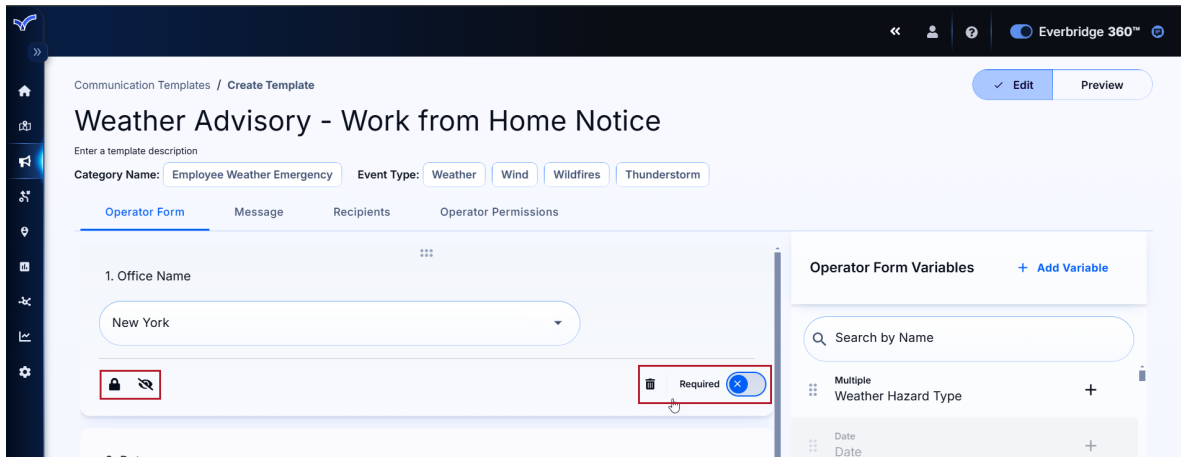 Everbridge 360™
Communication Templates / Create Template
Edit
Preview
Weather Advisory - Work from Home Notice
Enter a template description
Category Name: Employee Weather Emergency Event Type: Weather Wind Wildfires Thunderstorm
Operator Form Message Recipients Operator Permissions
1. Office Name
New York
Required
Operator Form Variables
+ Add Variable
Search by Name
Multiple
Weather Hazard Type
Date
Date